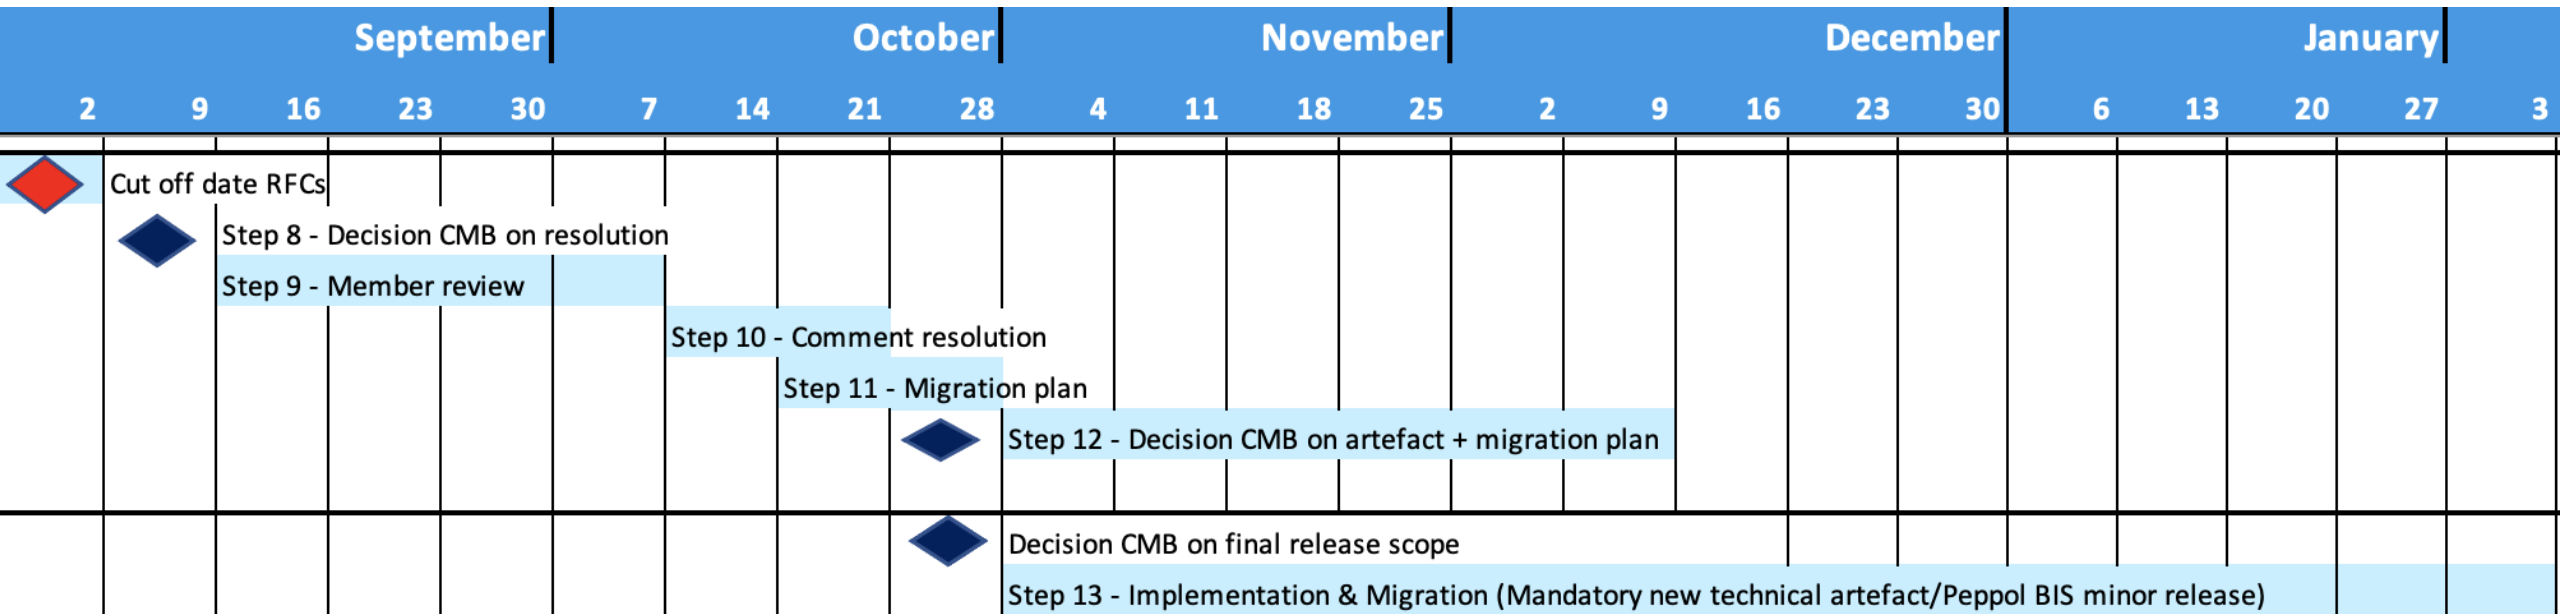 September October November December January
2 9 16 23 30 7 14 21 28 4 11 18 25 2 9 16 23 30 6 13 20 27 3
Cut off date RFCs
Step 8 - Decision CMB on resolution
Step 9 - Member review
Step 10 - Comment resolution
Step 11 - Migration plan
Step 12 - Decision CMB on artefact + migration plan
Decision CMB on final release scope
Step 13 - Implementation & Migration (Mandatory new technical artefact/Peppol BIS minor release)